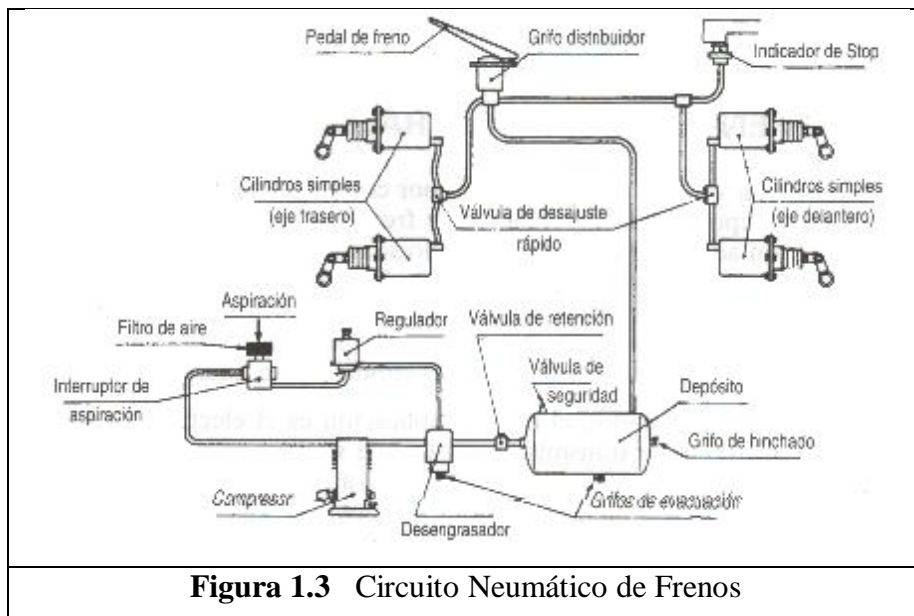 Pedal de freno
Grifo distribuidor
Indicador de Stop
Cilindros simples
(eje trasero)
Válvula de desajuste
rápido
Cilindros simples
(eje delantero)
Aspiración
Filtro de aire
Regulador
Válvula de retención
Válvula de
seguridad
Depósito
Interruptor de
aspiración
Grifo de hinchado
Compresor
Grifos de evacuación
Desengrasador
Figura 1.3 Circuito Neumático de Frenos